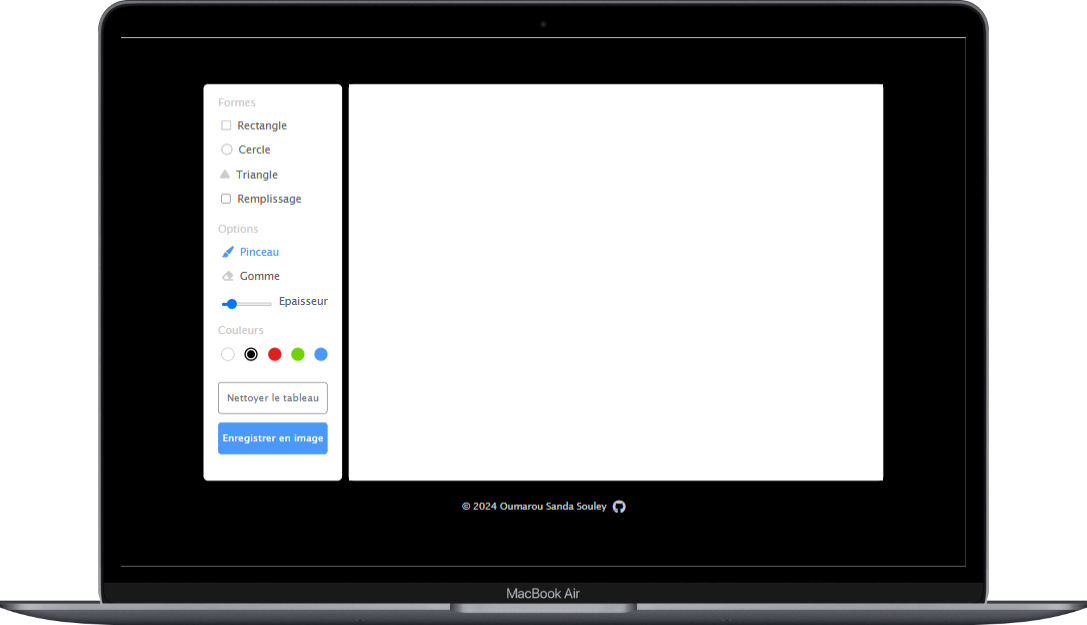 Formes
Rectangle
Cercle
Triangle
Remplissage
Options
Pinceau
Gomme
Epaisseur
Couleurs
Nettoyer le tableau
Enregistrer en image
© 2024 Oumarou Sanda Souley
MacBook Air